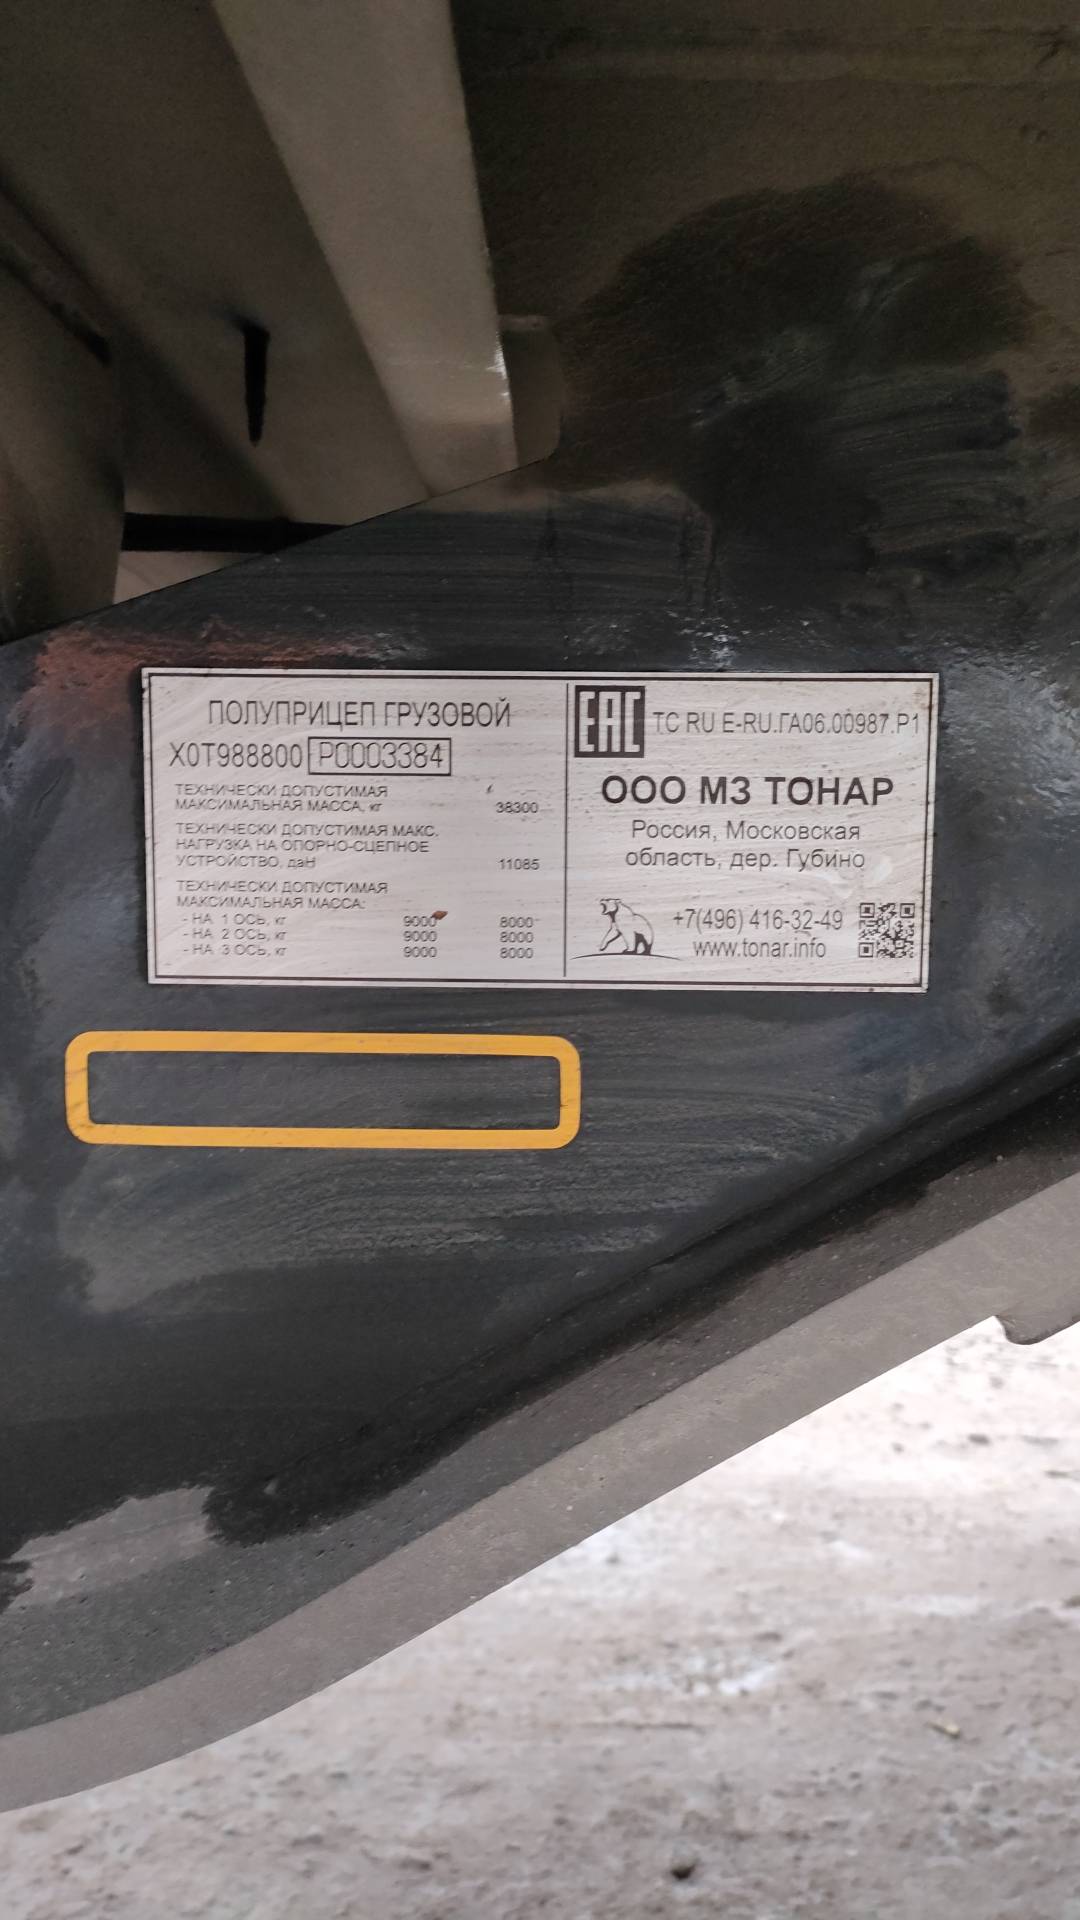 ПОЛУПРИЦЕП ГРУЗОВОЙ
X0T988800 P0003384
ТЕХНИЧЕСКИ ДОПУСТИМАЯ
МАКСИМАЛЬНАЯ МАССА, кг 38300
ТЕХНИЧЕСКИ ДОПУСТИМАЯ МАКС.
НАГРУЗКА НА ОПОРНО-СЦЕПНОЕ
УСТРОЙСТВО, даН 11085
ТЕХНИЧЕСКИ ДОПУСТИМАЯ
МАКСИМАЛЬНАЯ МАССА:
- НА 1 ОСЬ, кг 9000 8000
- НА 2 ОСЬ, кг 9000 8000
- НА 3 ОСЬ, кг 9000 8000
EAC ТС RU E-RU.ГА06.00987.P1
ООО МЗ ТОНАР
Россия, Московская
область, дер. Губино
+7(496) 416-32-49
www.tonar.info